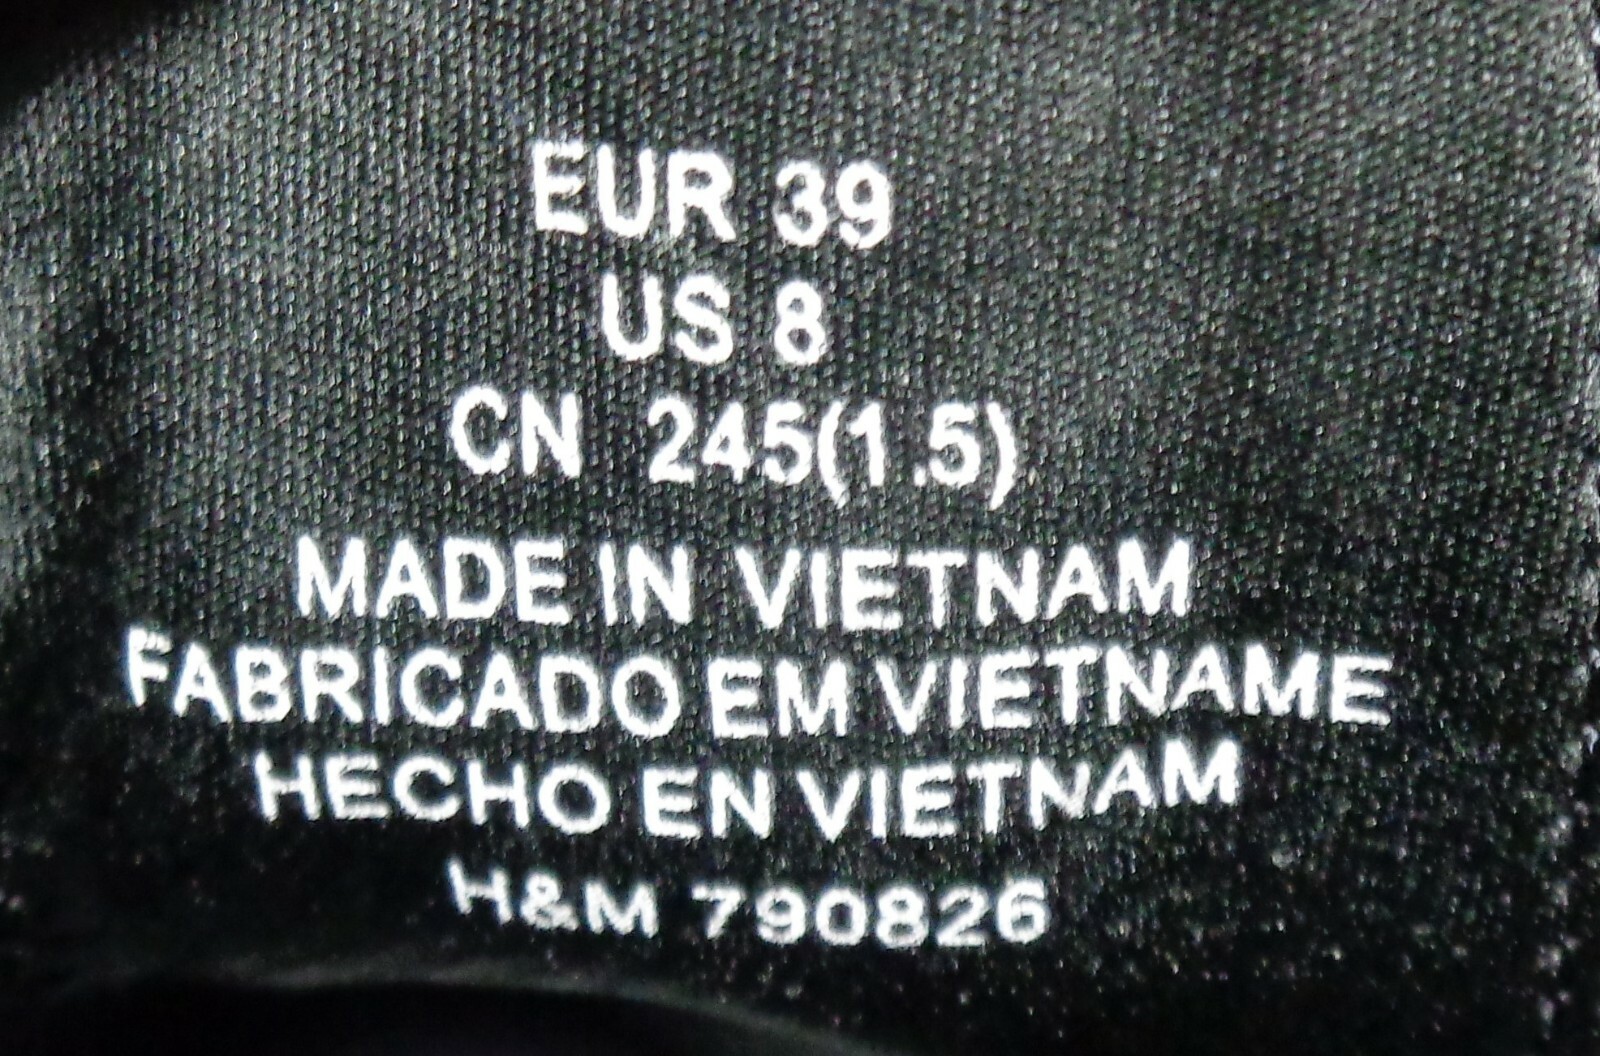 EUR 39
US 8
CN 245(1.5)
MADE IN VIETNAM
FABRICADO EM VIETNAME
HECHO EN VIETNAM
H&M 790826